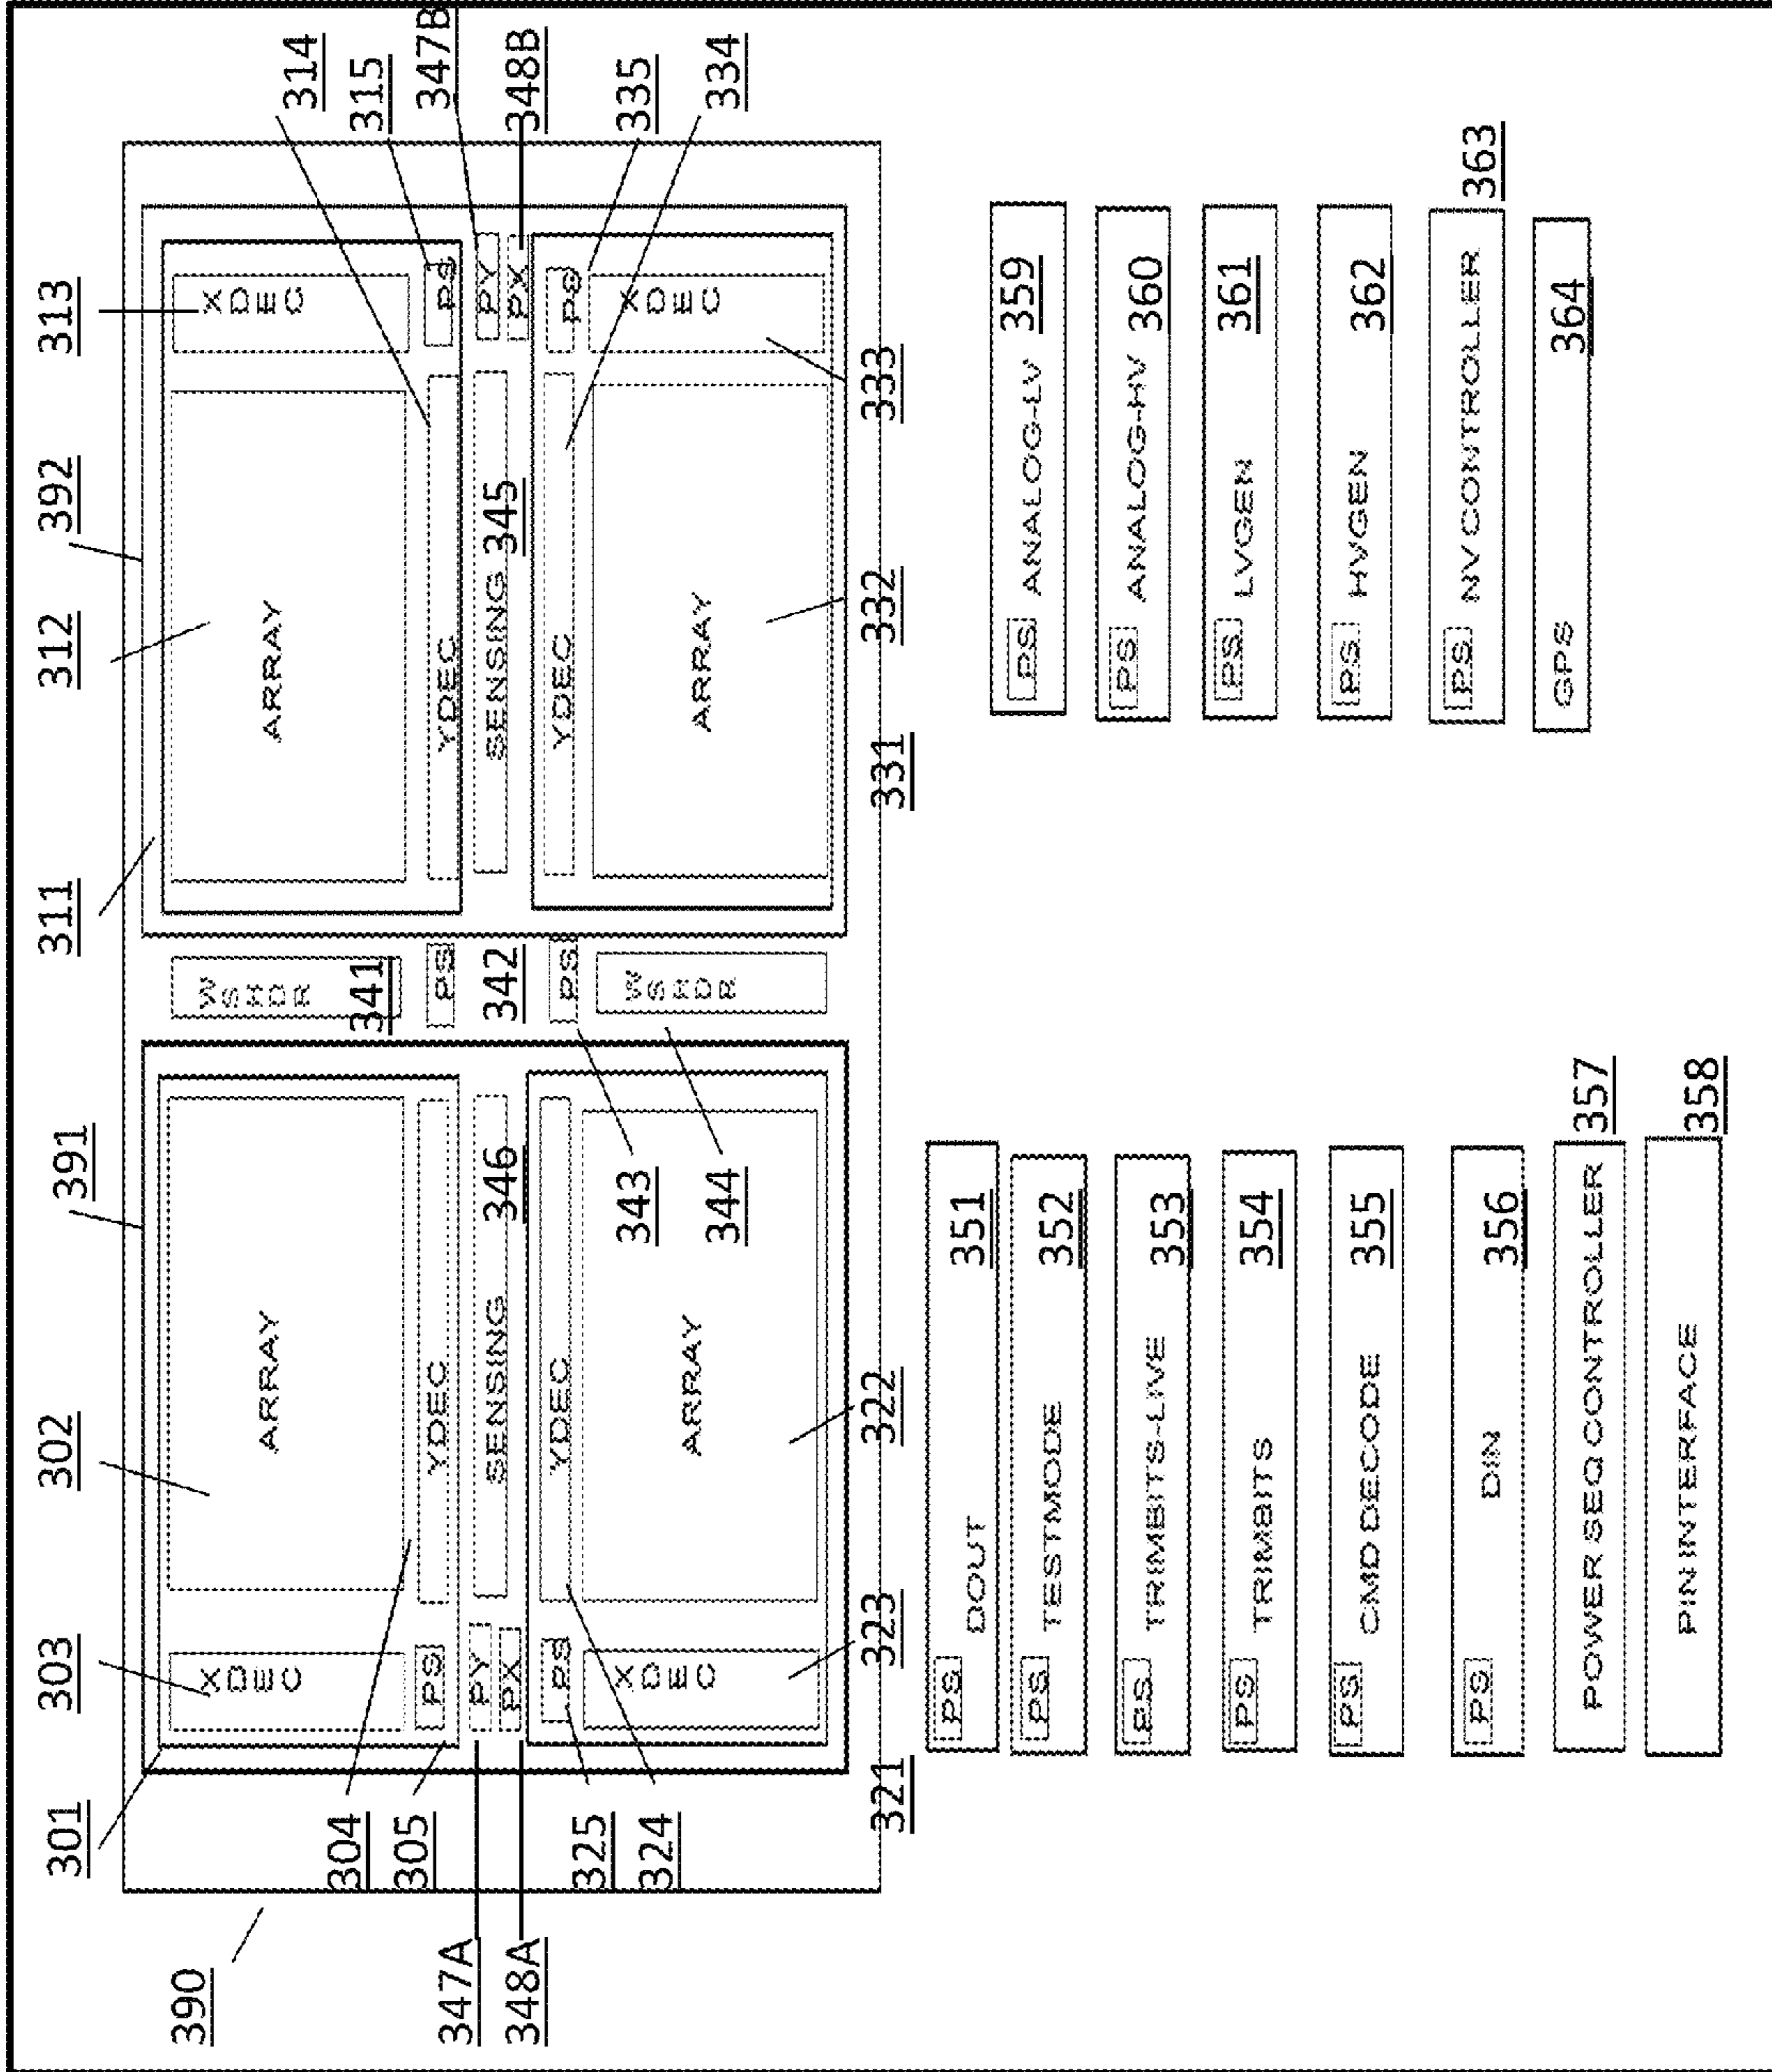 301 303 302 391 311 312 392 313
390
314
XDEC ARRAY WSHDR ARRAY XDEC
304 341 315
305 PS YDEC PS YDEC PS 347B
347A PY SENSING 346 342 SENSING 345 PY
348A PX PX 348B
325 PS YDEC PS YDEC PS 335
324 343
XDEC ARRAY 344 WSHDR ARRAY XDEC 334
321 323 322 331 332 333
PS DOUT 351
PS TESTMODE 352
PS TRIMBITS-LIVE 353
PS TRIMBITS 354
PS CMD DECODE 355
PS DIN 356
POWER SEQ CONTROLLER 357
PIN INTERFACE 358
PS ANALOG-LV 359
PS ANALOG-HV 360
PS LVGEN 361
PS HVGEN 362
PS NV CONTROLLER 363
GPS 364